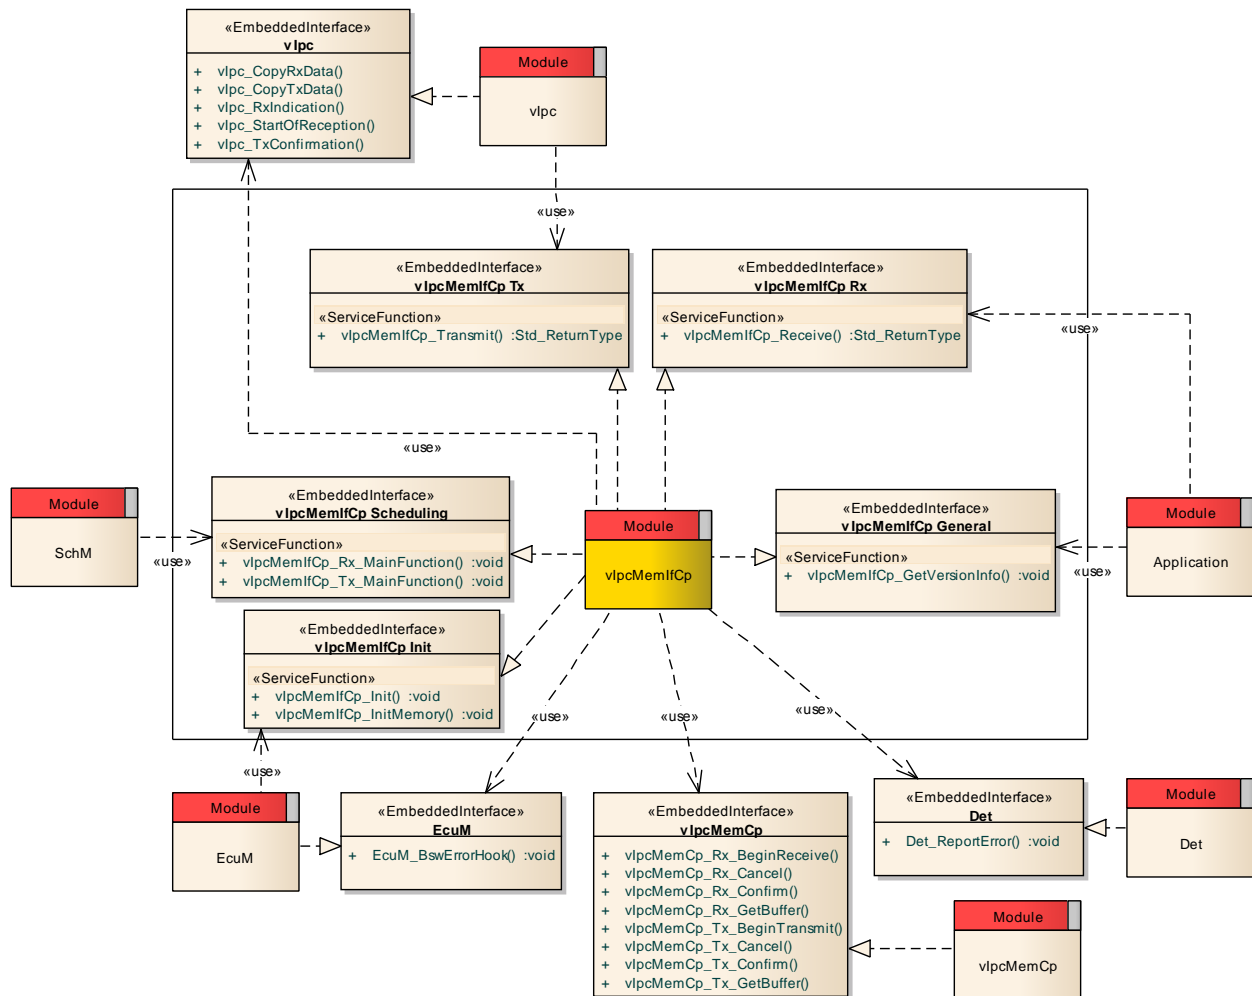 «EmbeddedInterface»
vIpc
+ vIpc_CopyRxData()
+ vIpc_CopyTxData()
+ vIpc_RxIndication()
+ vIpc_StartOfReception()
+ vIpc_TxConfirmation()
Module
vIpc
«use»
«EmbeddedInterface»
vIpcMemIfCp Tx
«ServiceFunction»
+ vIpcMemIfCp_Transmit() :Std_ReturnType
«EmbeddedInterface»
vIpcMemIfCp Rx
«ServiceFunction»
+ vIpcMemIfCp_Receive() :Std_ReturnType
«use»
«use»
Module
SchM
«use»
«EmbeddedInterface»
vIpcMemIfCp Scheduling
«ServiceFunction»
+ vIpcMemIfCp_Rx_MainFunction() :void
+ vIpcMemIfCp_Tx_MainFunction() :void
Module
vIpcMemIfCp
«EmbeddedInterface»
vIpcMemIfCp General
«ServiceFunction»
+ vIpcMemIfCp_GetVersionInfo() :void
«use»
Module
Application
«EmbeddedInterface»
vIpcMemIfCp Init
«ServiceFunction»
+ vIpcMemIfCp_Init() :void
+ vIpcMemIfCp_InitMemory() :void
«use»
«use»
«use»
«use»
Module
EcuM
«EmbeddedInterface»
EcuM
+ EcuM_BswErrorHook() :void
«EmbeddedInterface»
vIpcMemCp
+ vIpcMemCp_Rx_BeginReceive()
+ vIpcMemCp_Rx_Cancel()
+ vIpcMemCp_Rx_Confirm()
+ vIpcMemCp_Rx_GetBuffer()
+ vIpcMemCp_Tx_BeginTransmit()
+ vIpcMemCp_Tx_Cancel()
+ vIpcMemCp_Tx_Confirm()
+ vIpcMemCp_Tx_GetBuffer()
«EmbeddedInterface»
Det
+ Det_ReportError() :void
Module
Det
Module
vIpcMemCp